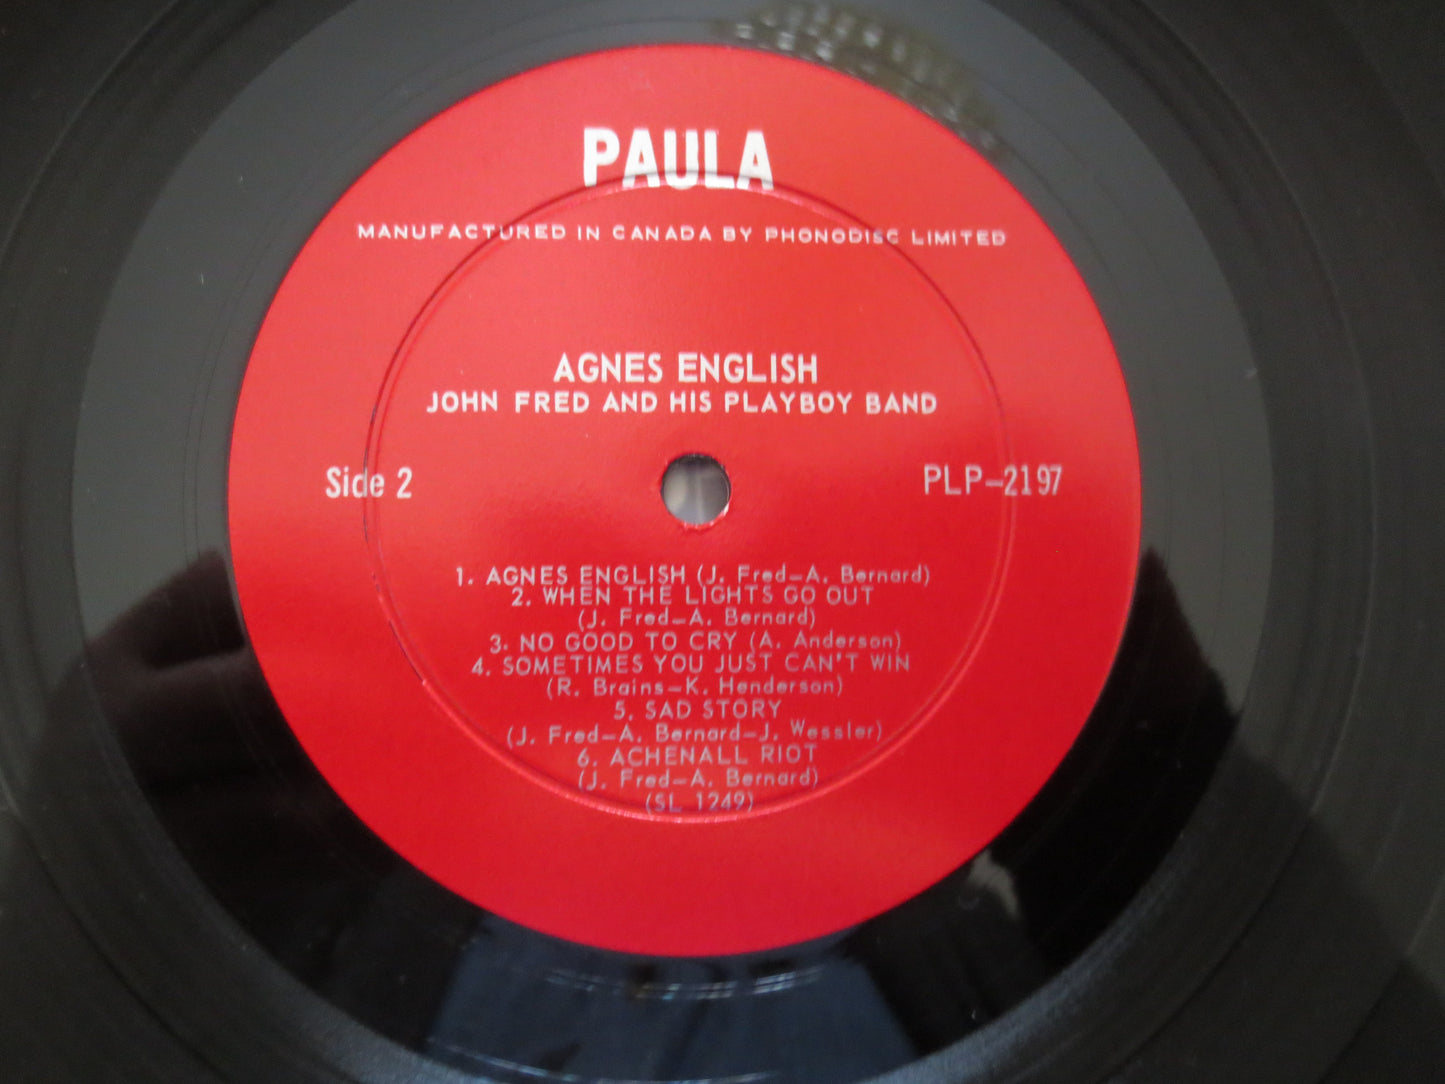 PAULA
MANUFACTURED IN CANADA BY PHONODISC LIMITED
AGNES ENGLISH
JOHN FRED AND HIS PLAYBOY BAND
Side 2
PLP-2197
1. AGNES ENGLISH (J. Fred-A. Bernard)
2. WHEN THE LIGHTS GO OUT
(J. Fred-A. Bernard)
3. NO GOOD TO CRY (A. Anderson)
4. SOMETIMES YOU JUST CAN'T WIN
(R. Brains-K. Henderson)
5. SAD STORY
(J. Fred-A. Bernard-J. Wessler)
6. ACHENALL RIOT
(J. Fred-A. Bernard)
(SL 1249)